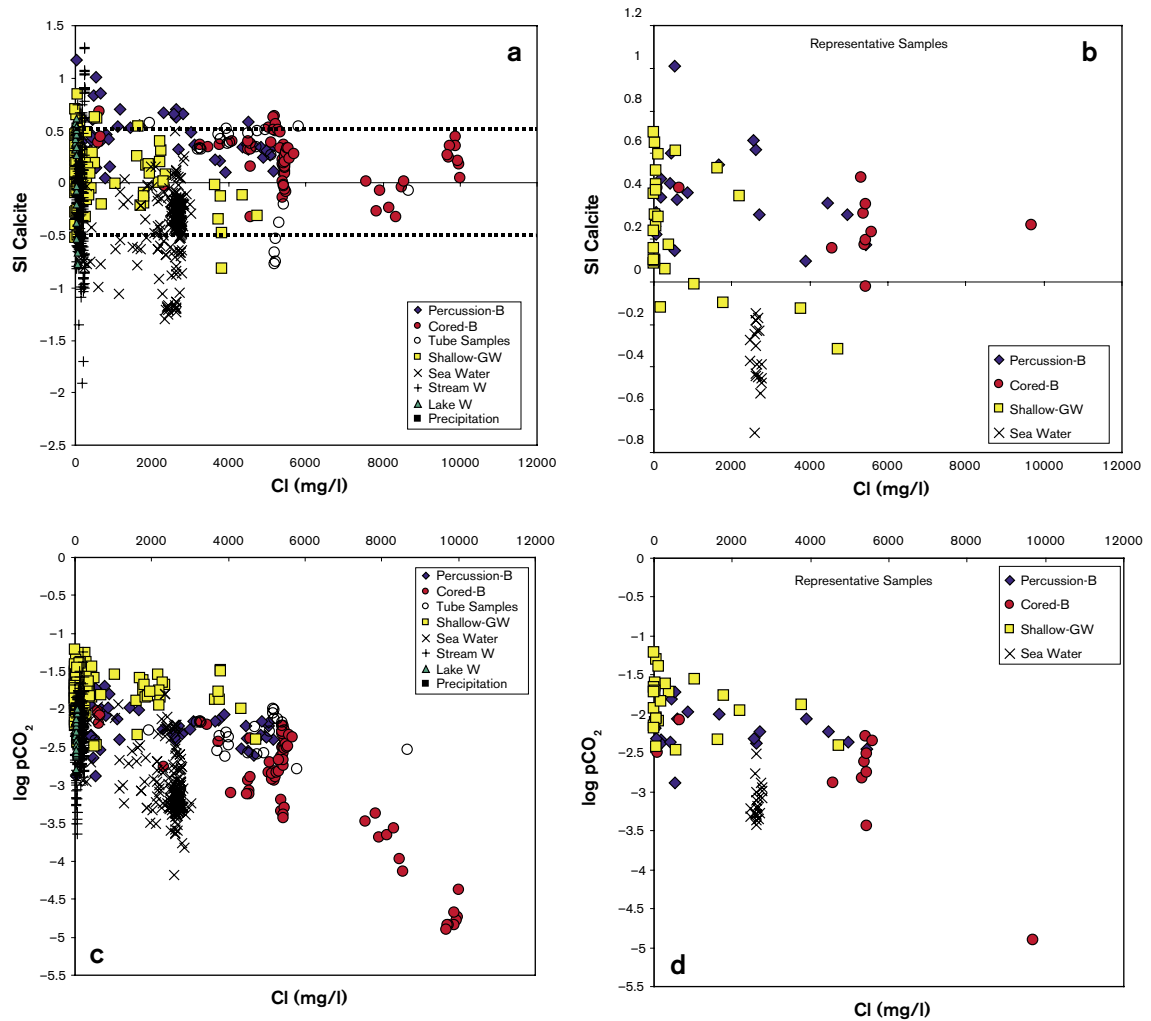 a
1.5
1
0.5
0
−0.5
−1
−1.5
−2
−2.5
SI Calcite
0 2000 4000 6000 8000 10000 12000
Cl (mg/l)
Percussion-B
Cored-B
Tube Samples
Shallow-GW
Sea Water
Stream W
Lake W
Precipitation
b
Representative Samples
1.2
1
0.8
0.6
0.4
0.2
0
−0.2
−0.4
−0.6
−0.8
SI Calcite
0 2000 4000 6000 8000 10000 12000
Cl (mg/l)
Percussion-B
Cored-B
Shallow-GW
Sea Water
0 2000 4000 6000 8000 10000 12000
0
−0.5
−1
−1.5
−2
−2.5
−3
−3.5
−4
−4.5
−5
−5.5
log pCO2
Percussion-B
Cored-B
Tube Samples
Shallow-GW
Sea Water
Stream W
Lake W
Precipitation
c
Cl (mg/l)
0 2000 4000 6000 8000 10000 12000
Representative Samples
0
−0.5
−1
−1.5
−2
−2.5
−3
−3.5
−4
−4.5
−5
−5.5
log pCO2
Percussion-B
Cored-B
Shallow-GW
Sea Water
d
Cl (mg/l)